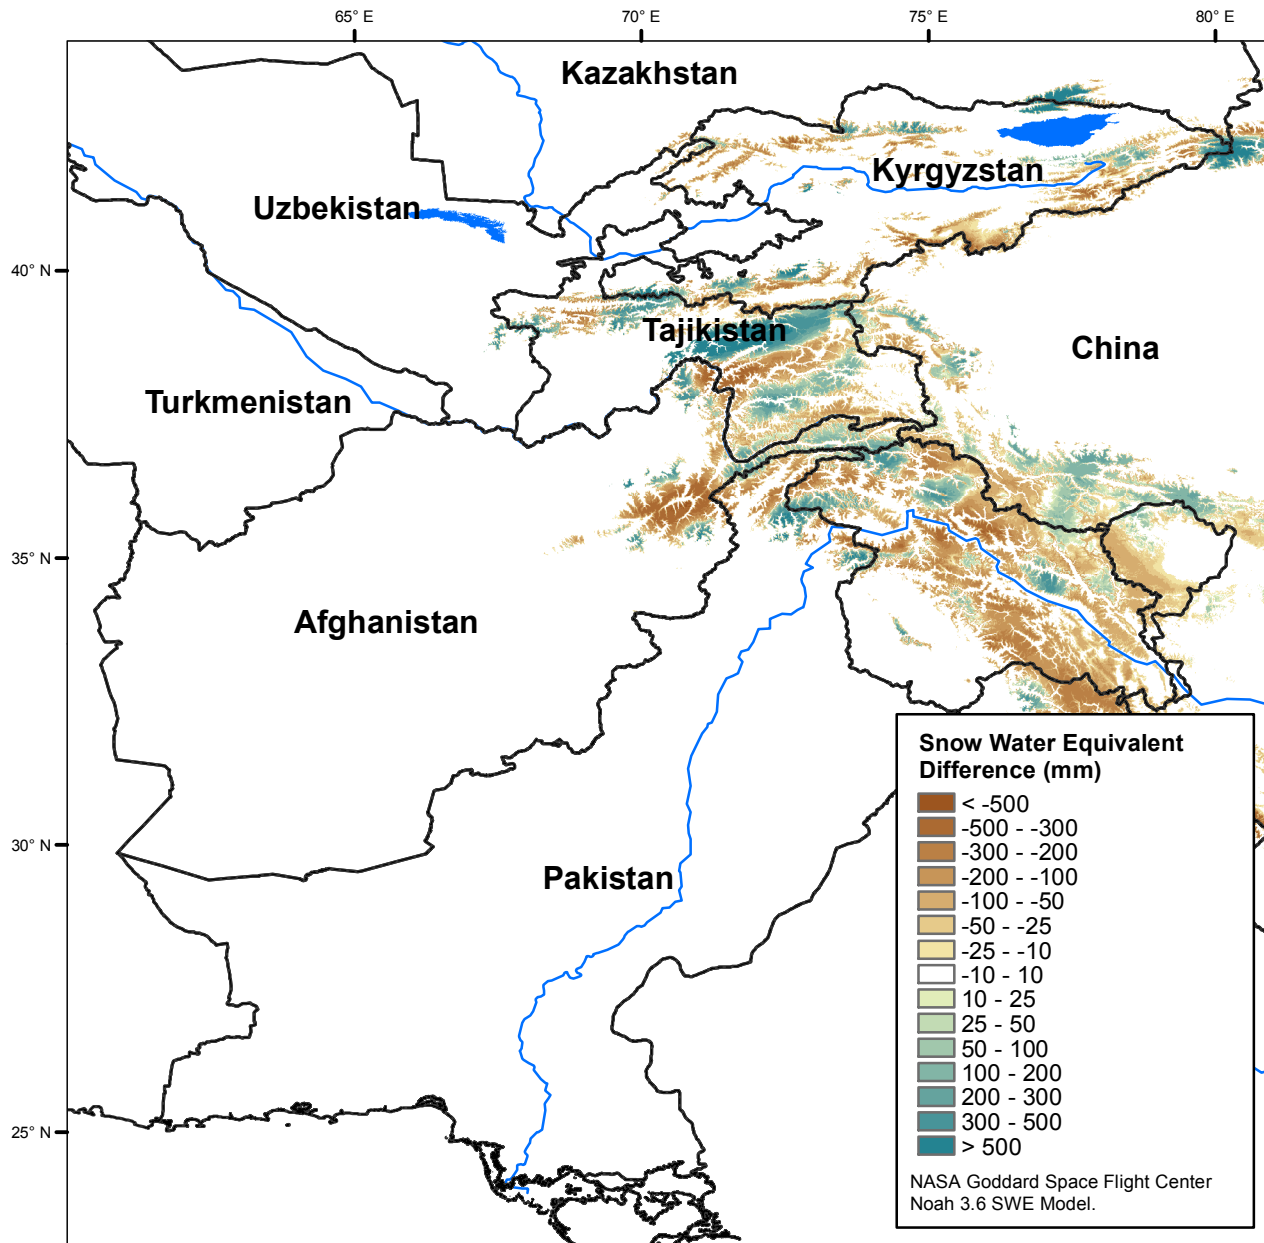 65° E
70° E
75° E
80° E
Kazakhstan
Kyrgyzstan
Uzbekistan
40° N
Tajikistan
China
Turkmenistan
35° N
Afghanistan
Snow Water Equivalent
Difference (mm)
< -500
-500 - -300
-300 - -200
-200 - -100
-100 - -50
-50 - -25
-25 - -10
-10 - 10
10 - 25
25 - 50
50 - 100
100 - 200
200 - 300
300 - 500
> 500
30° N
Pakistan
25° N
NASA Goddard Space Flight Center
Noah 3.6 SWE Model.